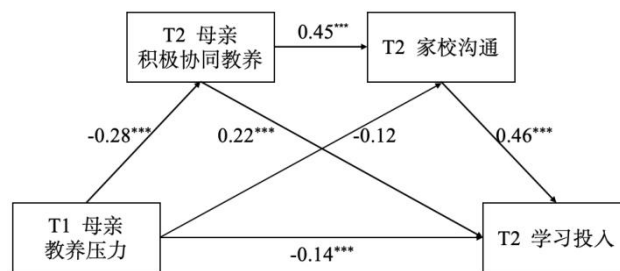 T2 母亲
积极协同教养
0.45***
T2 家校沟通
-0.28***
0.22***
-0.12
0.46***
T1 母亲
教养压力
-0.14***
T2 学习投入